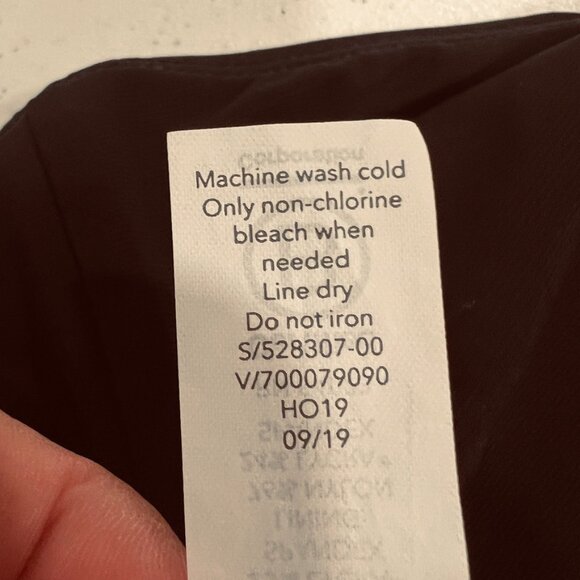 Machine wash cold
Only non-chlorine
bleach when
needed
Line dry
Do not iron
S/528307-00
V/700079090
HO19
09/19